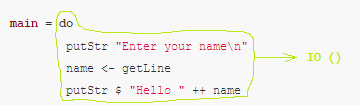 main = do
putStr "Enter your name\n"
name <- getLine
putStr $ "Hello " ++ name
IO ()